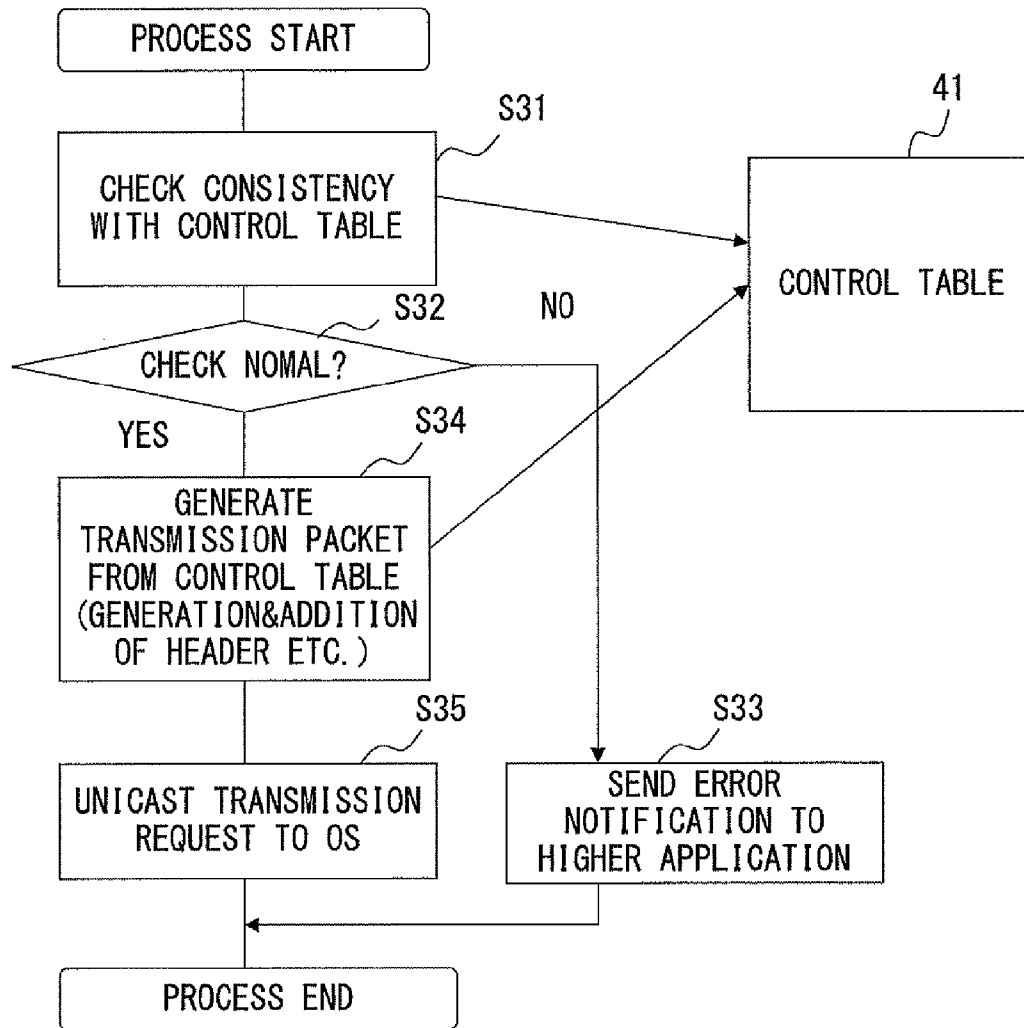 PROCESS START
S31
41
CHECK CONSISTENCY
WITH CONTROL TABLE
CONTROL TABLE
S32
NO
CHECK NOMAL?
YES
S34
GENERATE
TRANSMISSION PACKET
FROM CONTROL TABLE
(GENERATION&ADDITION
OF HEADER ETC.)
S35
S33
UNICAST TRANSMISSION
REQUEST TO OS
SEND ERROR
NOTIFICATION TO
HIGHER APPLICATION
PROCESS END